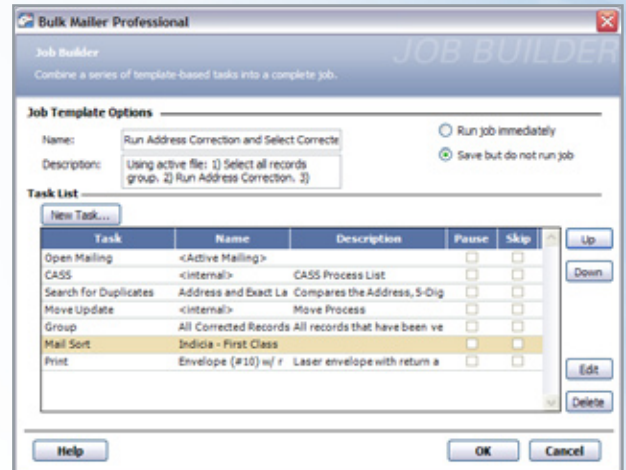 Bulk Mailer Professional
Job Builder
JOB BUILDER
Combine a series of template-based tasks into a complete job.
Job Template Options
Name: Run Address Correction and Select Correcte
Run job immediately
Description: Using active file: 1) Select all records
group. 2) Run Address Correction. 3)
Save but do not run job
Task List
New Task...
Task Name Description Pause Skip
Up
Open Mailing <Active Mailing>
CASS <internal> CASS Process List
Down
Search for Duplicates Address and Exact La Compares the Address, 5-Dig
Move Update <internal> Move Process
Group All Corrected Records All records that have been ve
Mail Sort Indicia - First Class
Print Envelope (#10) w/ r Laser envelope with return a
Edit
Delete
Help OK Cancel